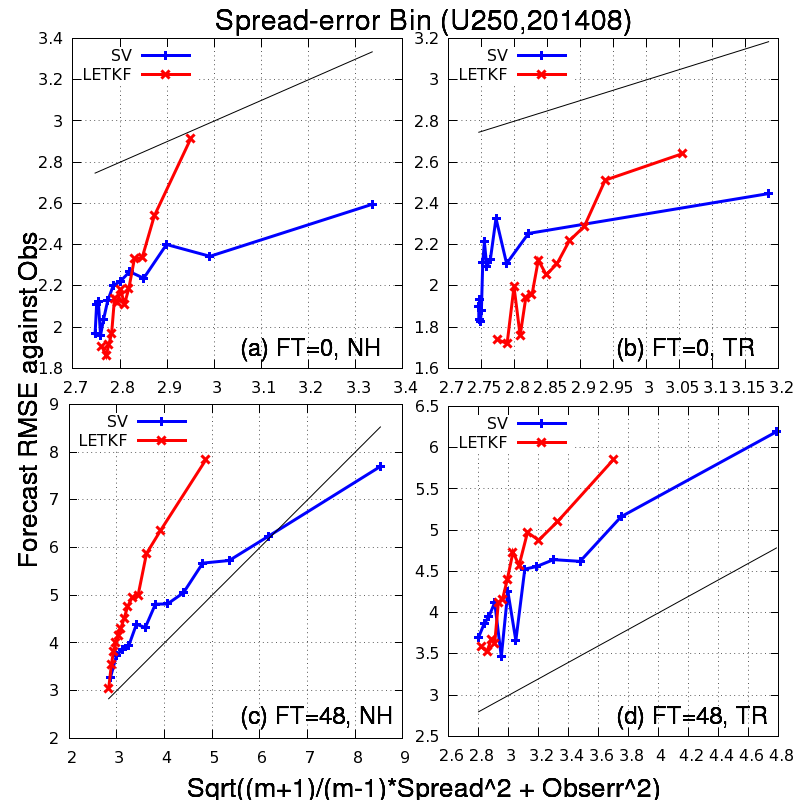 Spread-error Bin (U250,201408)
Forecast RMSE against Obs
3.4
3.2
3
2.8
2.6
2.4
2.2
2
1.8
SV
LETKF
(a) FT=0, NH
2.7 2.8 2.9 3 3.1 3.2 3.3 3.4
3.2
3
2.8
2.6
2.4
2.2
2
1.8
1.6
SV
LETKF
(b) FT=0, TR
2.7 2.75 2.8 2.85 2.9 2.95 3 3.05 3.1 3.15 3.2
9
8
7
6
5
4
3
2
SV
LETKF
(c) FT=48, NH
2 3 4 5 6 7 8 9
6.5
6
5.5
5
4.5
4
3.5
3
2.5
SV
LETKF
(d) FT=48, TR
2.6 2.8 3 3.2 3.4 3.6 3.8 4 4.2 4.4 4.6 4.8
Sqrt((m+1)/(m-1)*Spread^2 + Obserr^2)